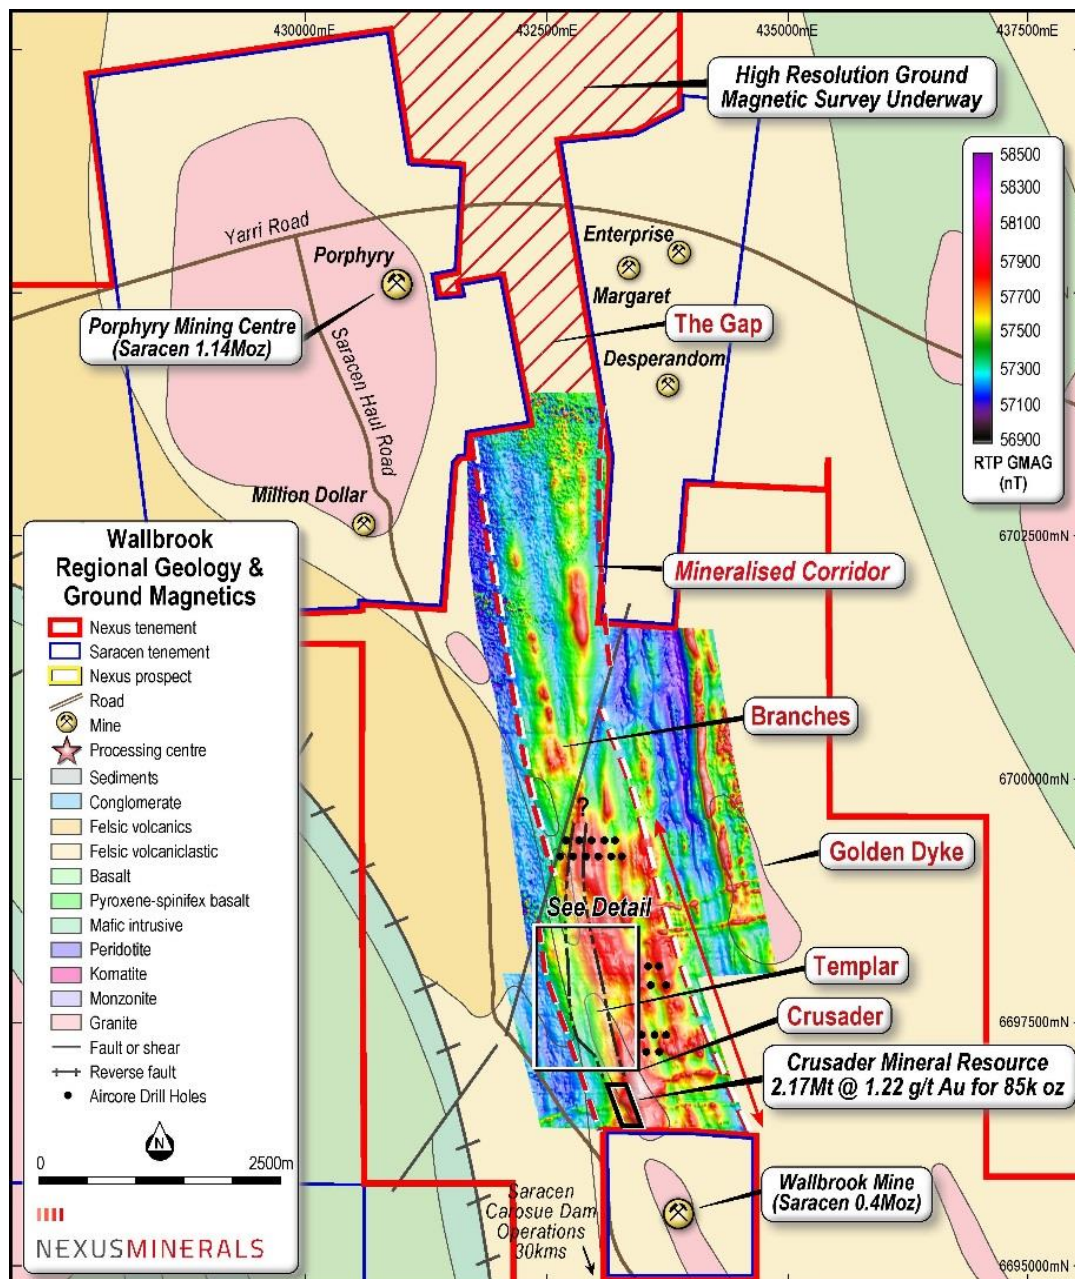 430000mE
432500mE
435000mE
437500mE
High Resolution Ground
Magnetic Survey Underway
58500
58300
58100
57900
57700
57500
57300
57100
56900
RTP GMAG
(nT)
Yarri Road
Porphyry
Enterprise
Margaret
The Gap
Porphyry Mining Centre
(Saracen 1.14Moz)
Saracen Haul Road
Desperandom
Million Dollar
6702500mN
Mineralised Corridor
Branches
6700000mN
?
Golden Dyke
See Detail
Templar
Crusader
6697500mN
Crusader Mineral Resource
2.17Mt @ 1.22 g/t Au for 85k oz
Wallbrook Mine
(Saracen 0.4Moz)
Saracen
Carosue Dam
Operations
30kms
6695000mN
Wallbrook
Regional Geology &
Ground Magnetics
Nexus tenement
Saracen tenement
Nexus prospect
Road
Mine
Processing centre
Sediments
Conglomerate
Felsic volcanics
Felsic volcaniclastic
Basalt
Pyroxene-spinifex basalt
Mafic intrusive
Peridotite
Komatite
Monzonite
Granite
Fault or shear
Reverse fault
Aircore Drill Holes
N
0
2500m
NEXUSMINERALS